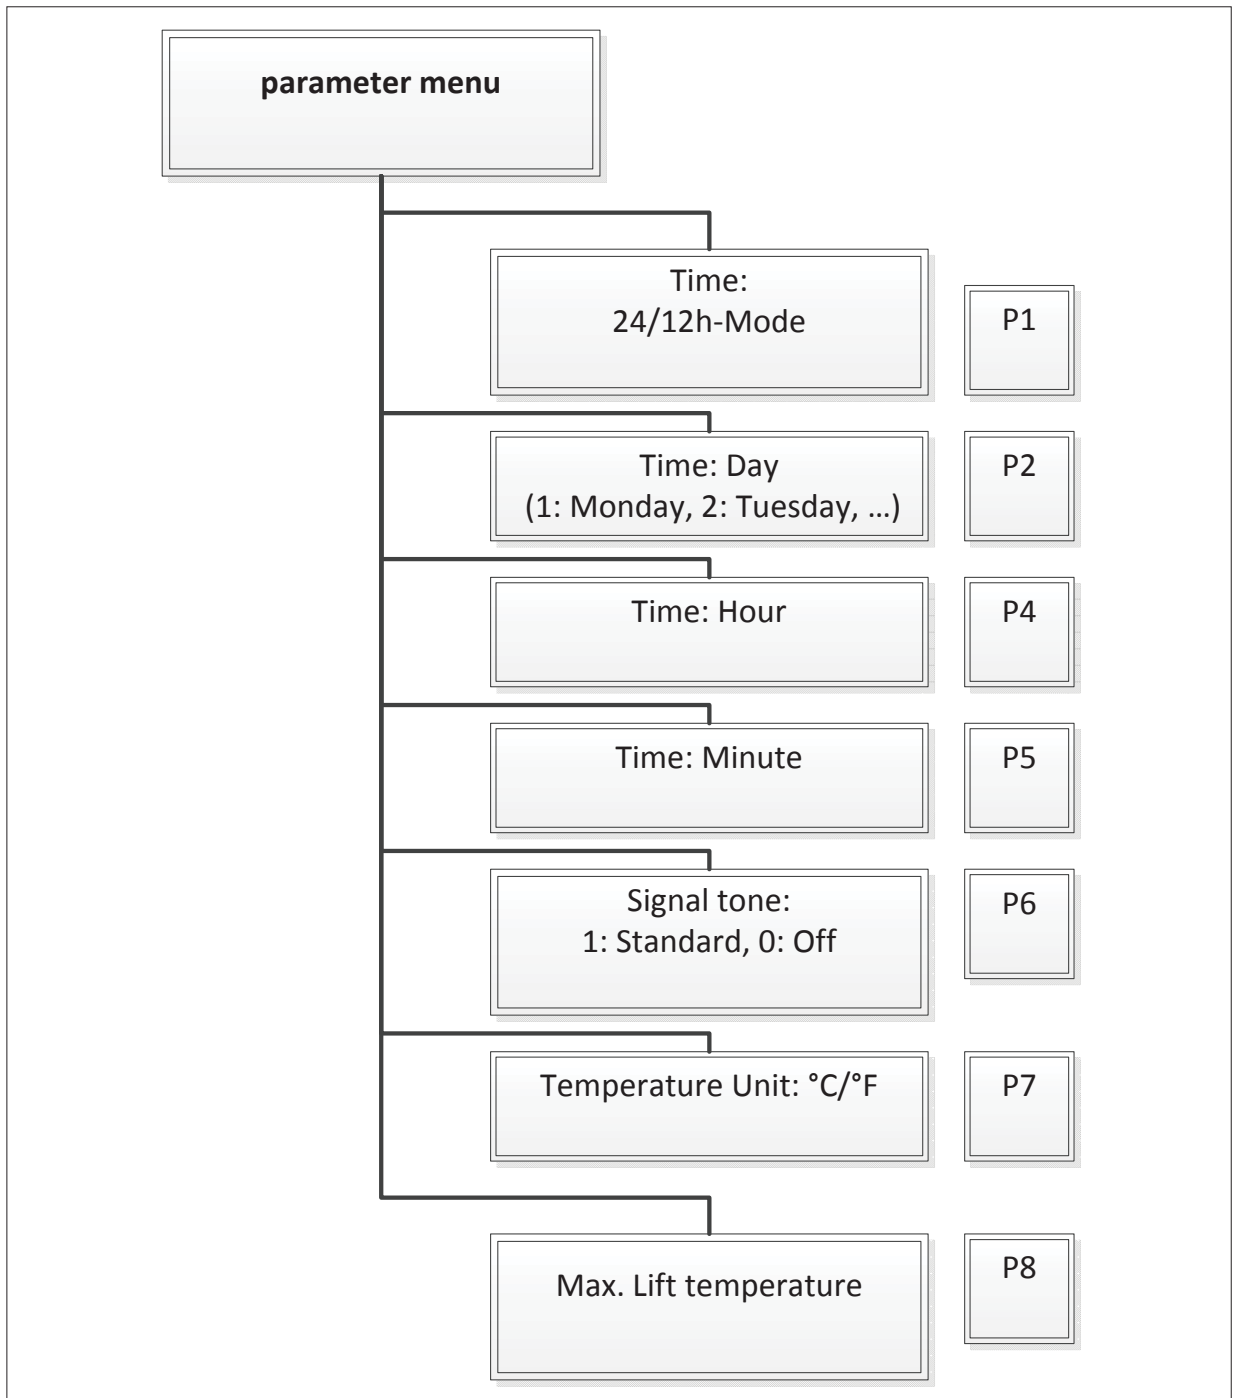 parameter menu
Time:
24/12h-Mode
P1
Time: Day
(1: Monday, 2: Tuesday, ...)
P2
Time: Hour
P4
Time: Minute
P5
Signal tone:
1: Standard, 0: Off
P6
Temperature Unit: °C/°F
P7
Max. Lift temperature
P8